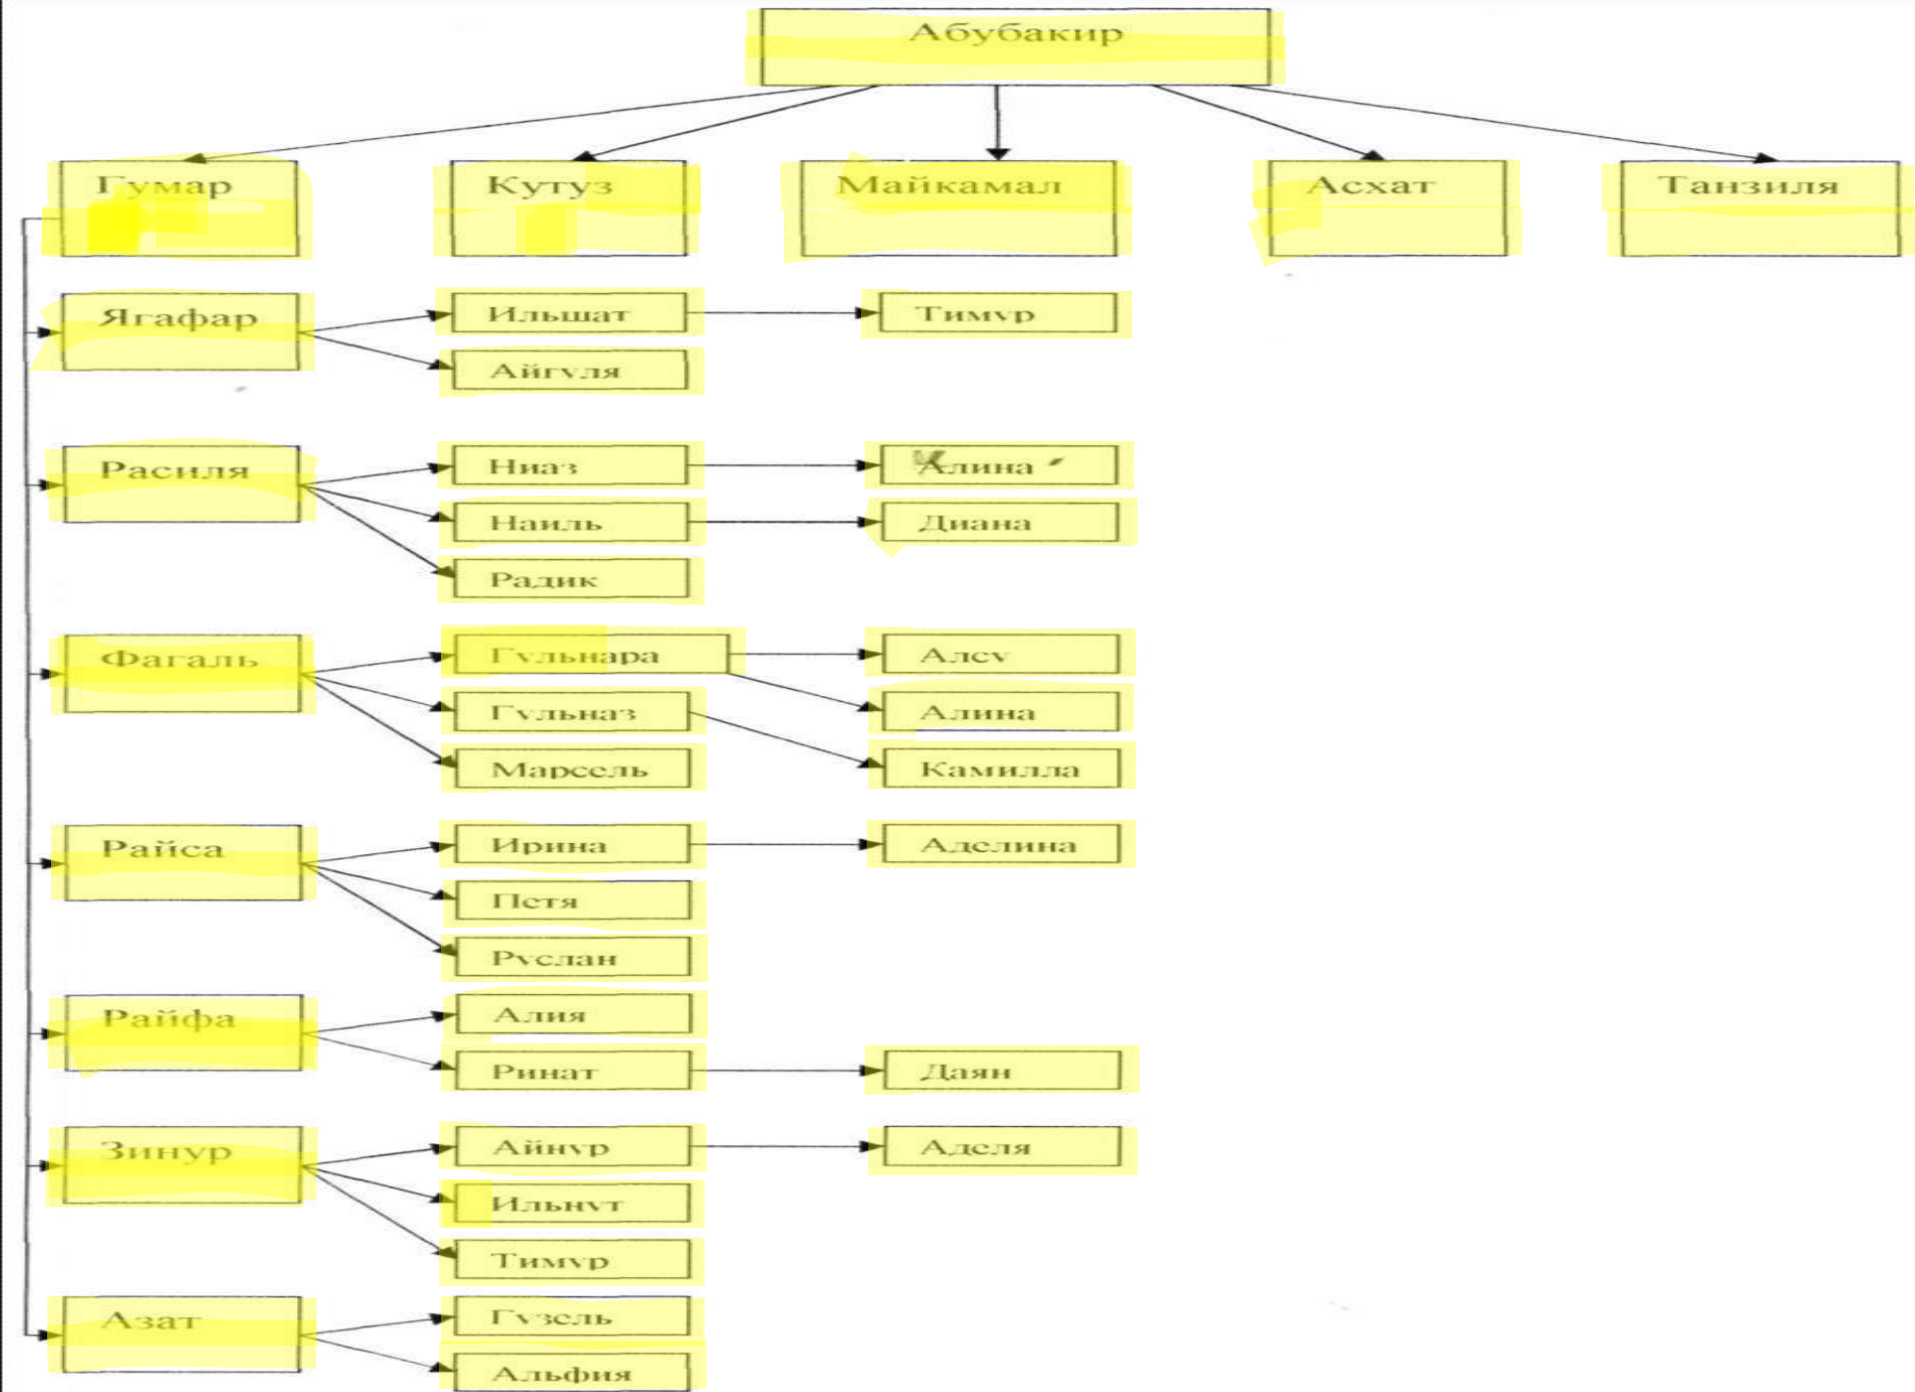 Абубакир
Гумар Кутуз Майкамал Асхат Танзиля
Ягафар
Ильшат Тимур
Айгуля
Расиля
Нияз Алина
Наиль Диана
Радик
Фагаль
Гульнара Алсу
Гульназ Алина
Марсель Камилла
Райса
Ирина Аделина
Петя
Руслан
Райфа
Алия
Ринат Даян
Зинур
Айнур Аделя
Ильнут
Тимур
Азат
Гузель
Альфия